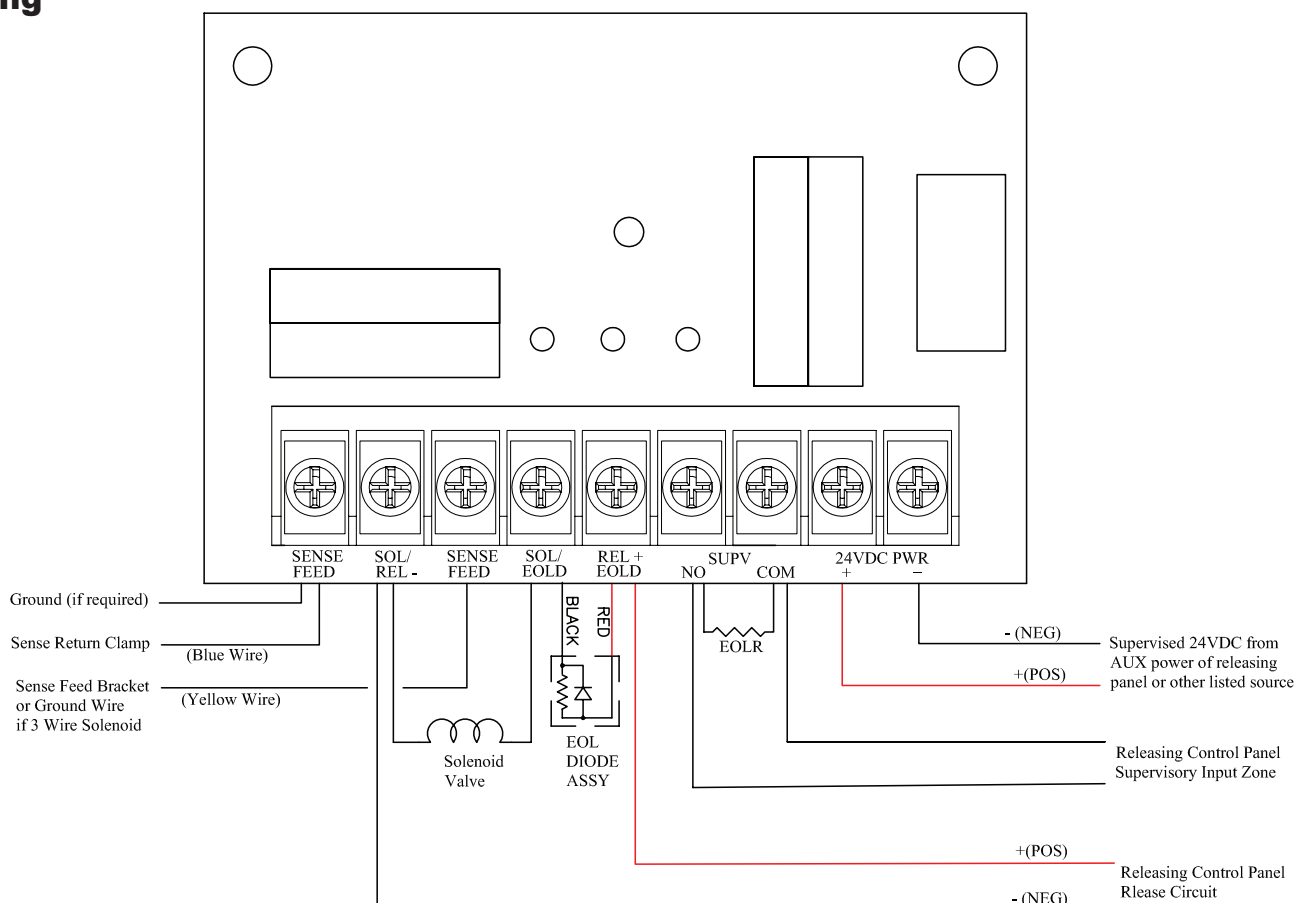 ng
SENSE FEED
SOL/ REL -
SENSE FEED
SOL/ EOLD
REL + EOLD
SUPV
NO COM
24VDC PWR
+ −
Ground (if required)
Sense Return Clamp
(Blue Wire)
Sense Feed Bracket
or Ground Wire
if 3 Wire Solenoid
(Yellow Wire)
Solenoid
Valve
BLACK
RED
EOL
DIODE
ASSY
EOLR
- (NEG)
+(POS)
Supervised 24VDC from
AUX power of releasing
panel or other listed source
Releasing Control Panel
Supervisory Input Zone
+(POS)
- (NEG)
Releasing Control Panel
Rlease Circuit